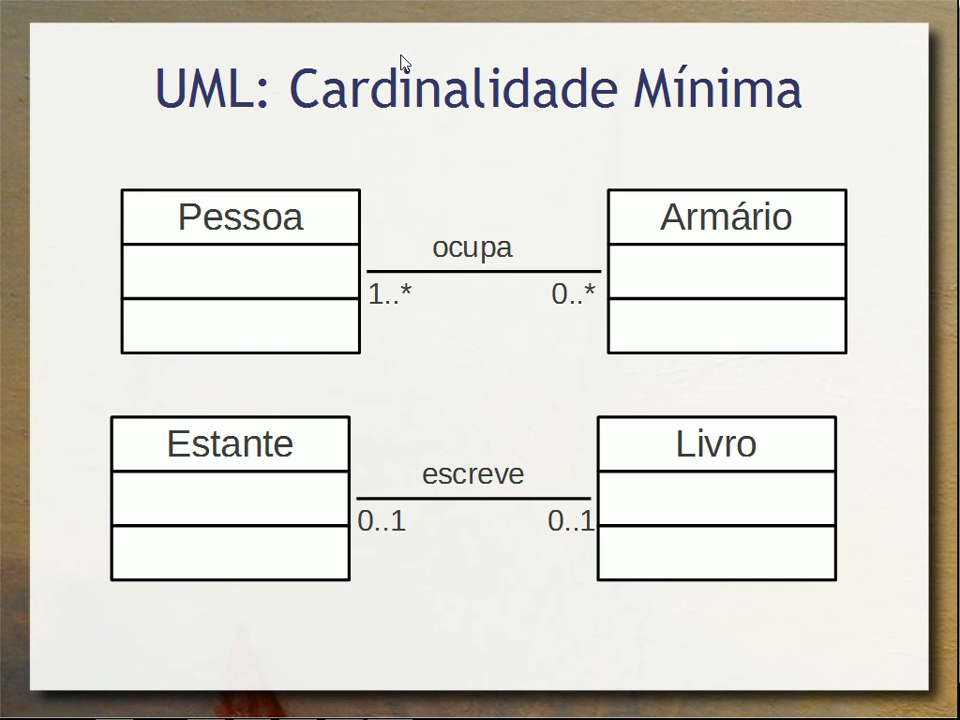 UML: Cardinalidade Mínima
Pessoa
ocupa
1..*
0..*
Armário
Estante
escreve
0..1
0..1
Livro